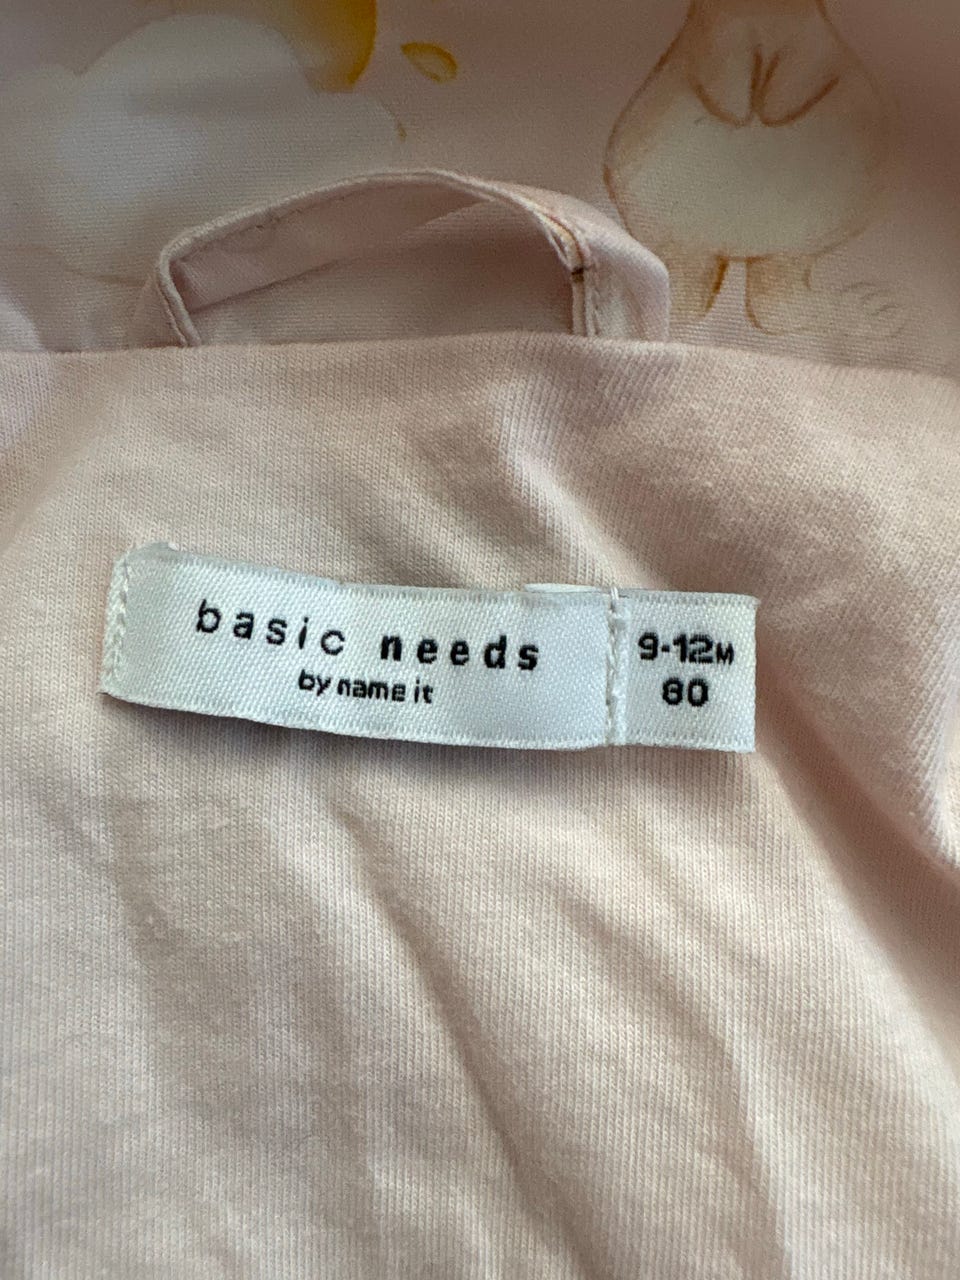 basic needs
by name it
9-12M
80